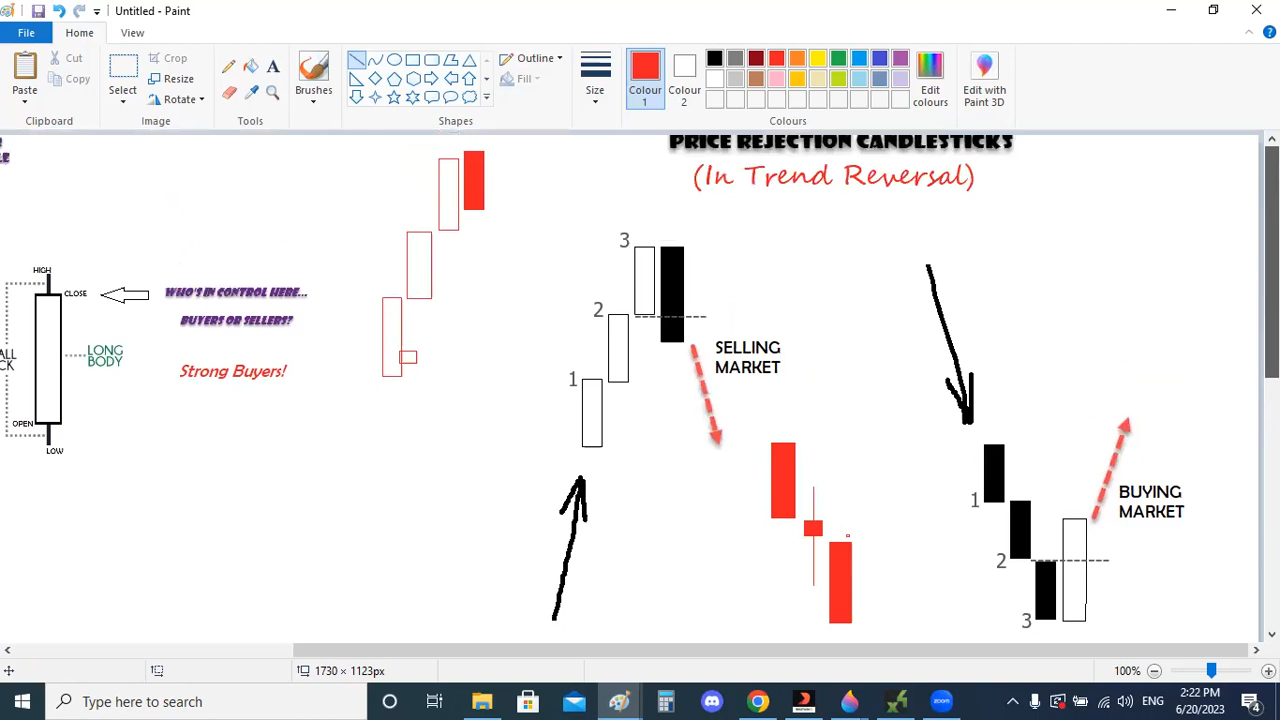 Untitled - Paint
File
Home
View
Paste
Cut
Copy
Clipboard
Select
Crop
Resize
Rotate
Image
A
Tools
Brushes
Shapes
Outline
Fill
Size
Colour
1
Colour
2
Edit
colours
Colours
Edit with
Paint 3D
PRICE REJECTION CANDLESTICKS
(In Trend Reversal)
HIGH
CLOSE
LONG
BODY
OPEN
LOW
WHO'S IN CONTROL HERE...
BUYERS OR SELLERS?
Strong Buyers!
3
2
1
SELLING
MARKET
1
2
3
BUYING
MARKET
1730 × 1123px
100%
Type here to search
zoom
ENG
2:22 PM
6/20/2023
4